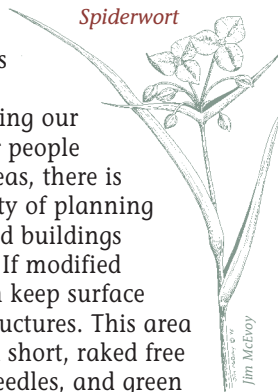 Spiderwort
s
ing our
r people
eas, there is
ty of planning
d buildings
If modified
keep surface
uctures. This area
short, raked free
eedles, and green
Jim McEvoy